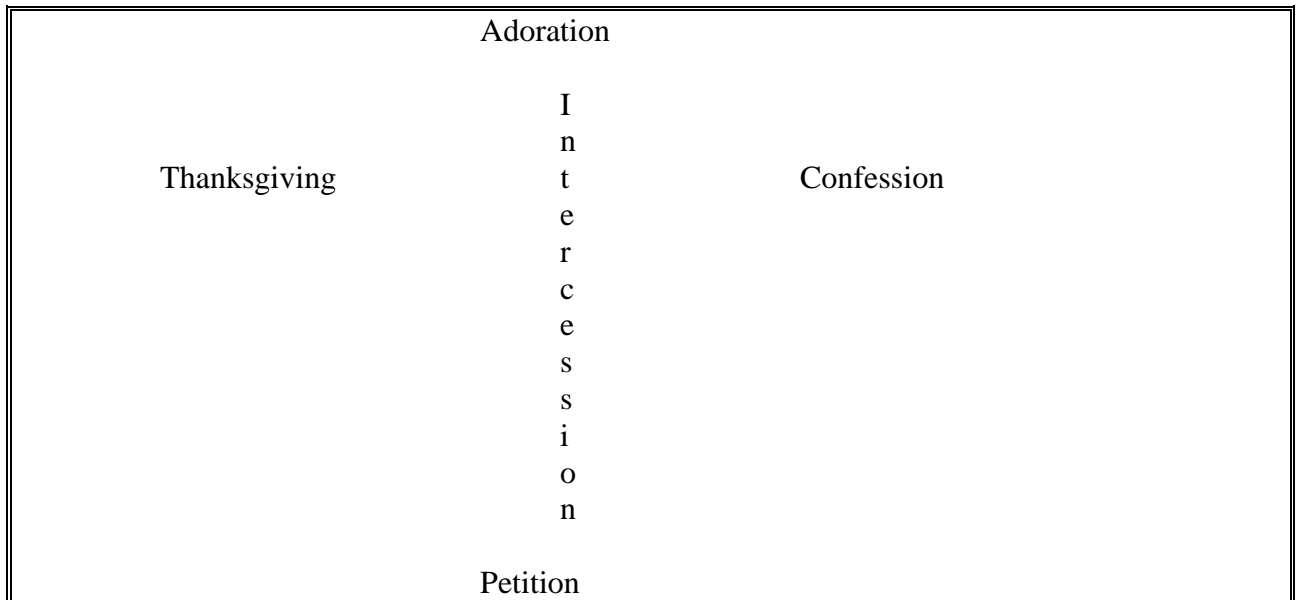 Adoration
I
n
Thanksgiving t Confession
e
r
c
e
s
s
i
o
n
Petition